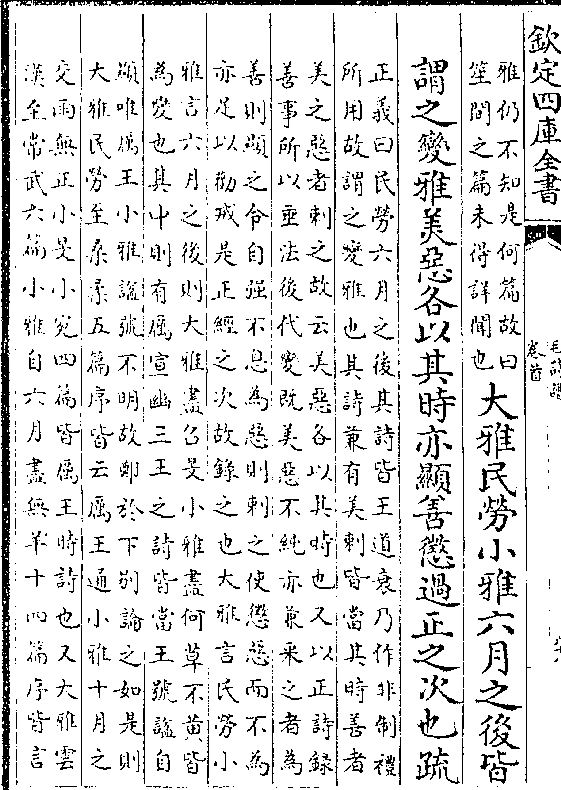 欽定四庫全書
卷首
雅仍不知是何篇故曰
笙間之篇未得詳聞也
大雅民勞小雅六月之後皆
謂之變雅美惡各以其時亦顯善懲過正之次也疏
正義曰民勞六月之後其詩皆王道衰乃作非制禮
所用故謂之變雅也其詩兼有美刺皆當其時善者
美之惡者刺之故云美惡各以其時也又以正詩錄
善事所以垂法後代變既美惡不純亦兼采之者為
善則顯之令自强不息為惡則刺之使懲惡而不為
亦足以勸戒是正經之次故錄之也大雅言民勞小
雅言六月之後則大雅盡召旻小雅盡何草不黄皆
為變也其中則有厲宣幽三王之詩皆當王號謚自
顯唯厲王小雅謚號不明故鄭於下别論之如是則
大雅民勞至桑柔五篇序皆云厲王通小雅十月之
交雨無正小旻小宛四篇皆厲王時詩也又大雅雲
漢至常武六篇小雅自六月盡無羊十四篇序皆言